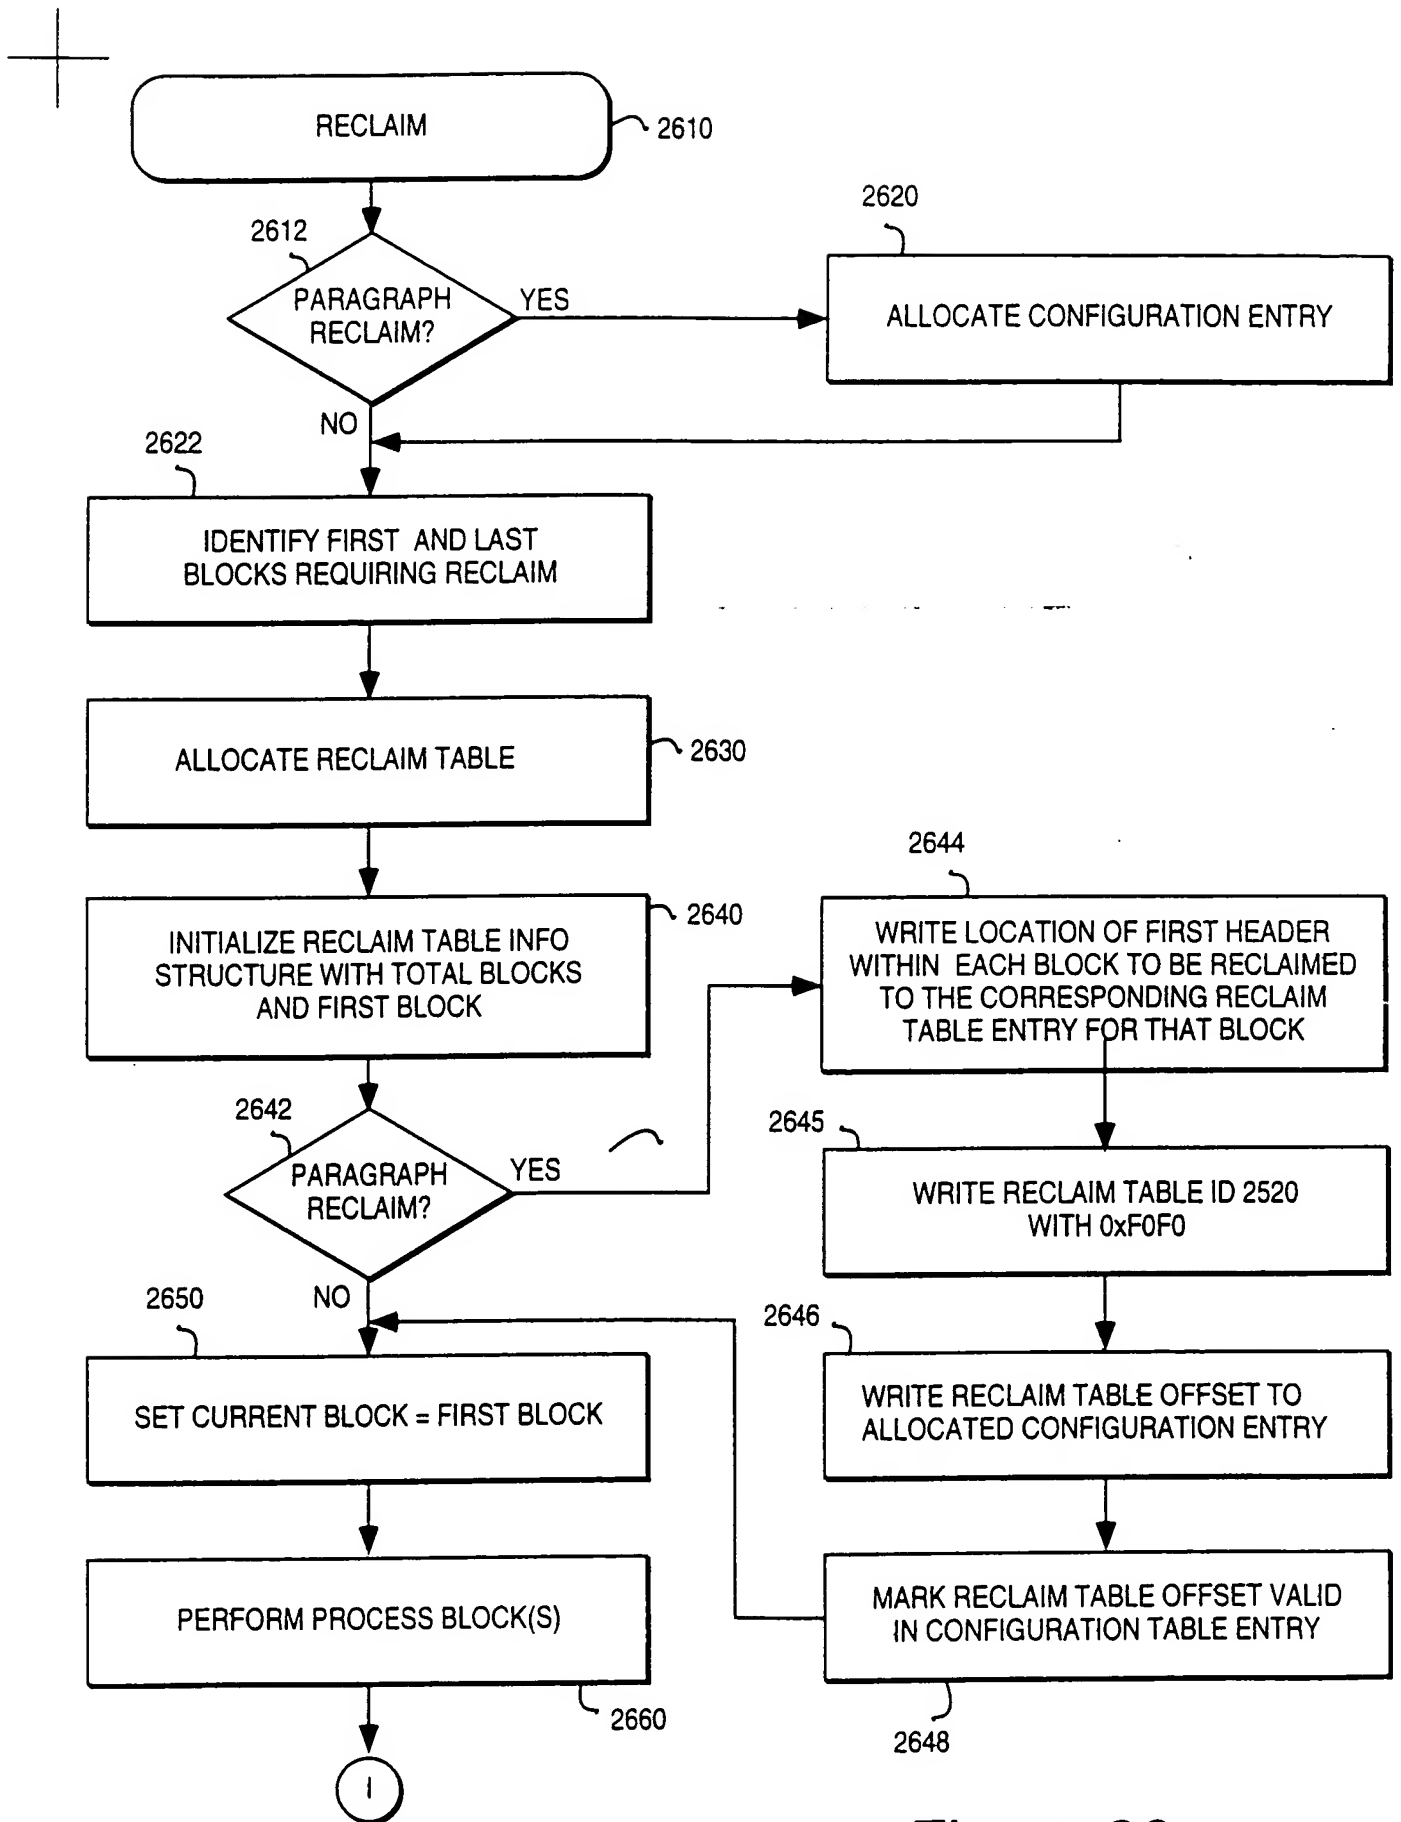 RECLAIM
2610
2612
PARAGRAPH
RECLAIM?
YES
NO
2620
ALLOCATE CONFIGURATION ENTRY
2622
IDENTIFY FIRST AND LAST
BLOCKS REQUIRING RECLAIM
ALLOCATE RECLAIM TABLE
2630
INITIALIZE RECLAIM TABLE INFO
STRUCTURE WITH TOTAL BLOCKS
AND FIRST BLOCK
2640
2642
PARAGRAPH
RECLAIM?
YES
NO
2644
WRITE LOCATION OF FIRST HEADER
WITHIN EACH BLOCK TO BE RECLAIMED
TO THE CORRESPONDING RECLAIM
TABLE ENTRY FOR THAT BLOCK
2645
WRITE RECLAIM TABLE ID 2520
WITH 0xF0F0
2646
WRITE RECLAIM TABLE OFFSET TO
ALLOCATED CONFIGURATION ENTRY
MARK RECLAIM TABLE OFFSET VALID
IN CONFIGURATION TABLE ENTRY
2648
2650
SET CURRENT BLOCK = FIRST BLOCK
PERFORM PROCESS BLOCK(S)
2660
I